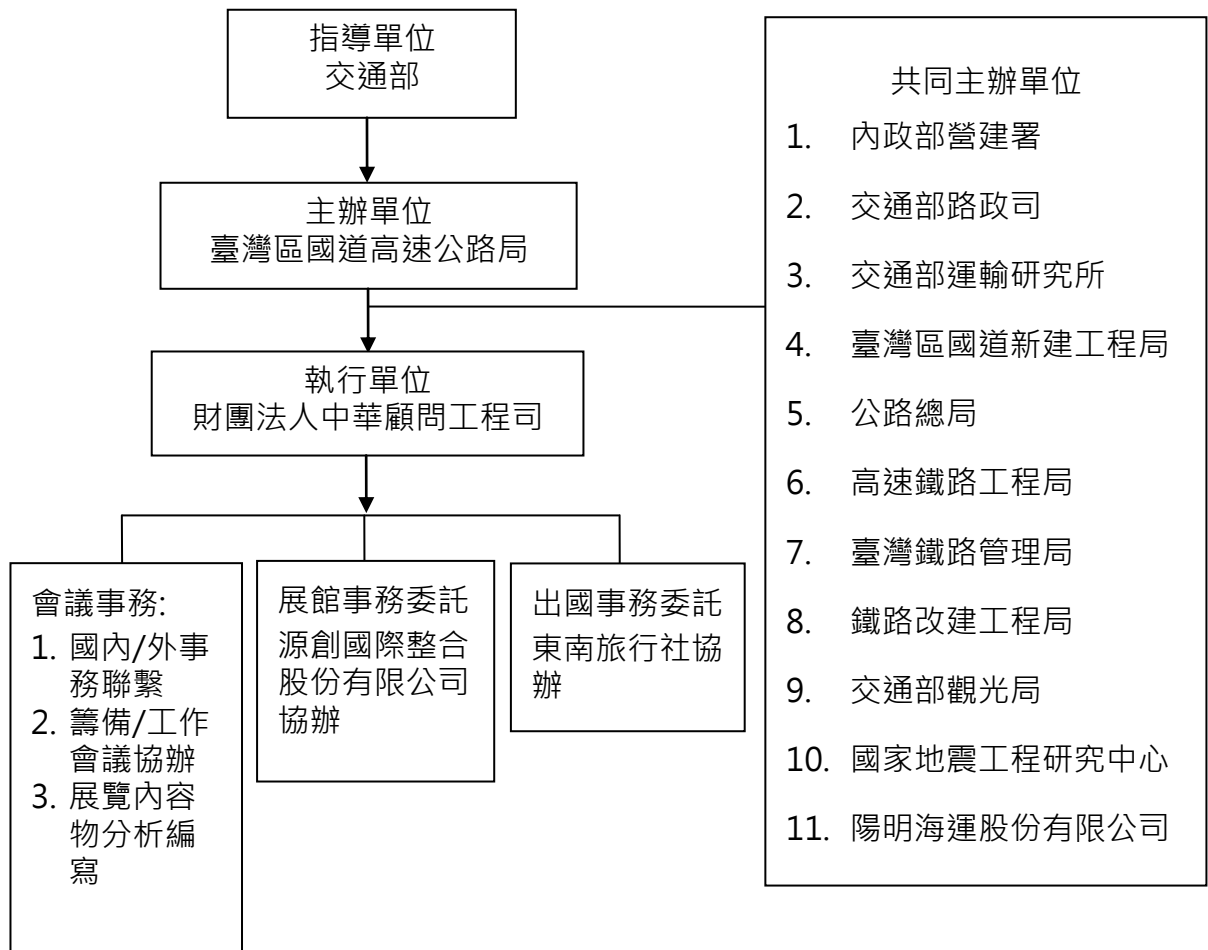 指導單位
交通部
主辦單位
臺灣區國道高速公路局
執行單位
財團法人中華顧問工程司
會議事務:
1. 國內/外事
務聯繫
2. 籌備/工作
會議協辦
3. 展覽內容
物分析編
寫
展館事務委託
源創國際整合
股份有限公司
協辦
出國事務委託
東南旅行社協
辦
共同主辦單位
1. 內政部營建署
2. 交通部路政司
3. 交通部運輸研究所
4. 臺灣區國道新建工程局
5. 公路總局
6. 高速鐵路工程局
7. 臺灣鐵路管理局
8. 鐵路改建工程局
9. 交通部觀光局
10. 國家地震工程研究中心
11. 陽明海運股份有限公司